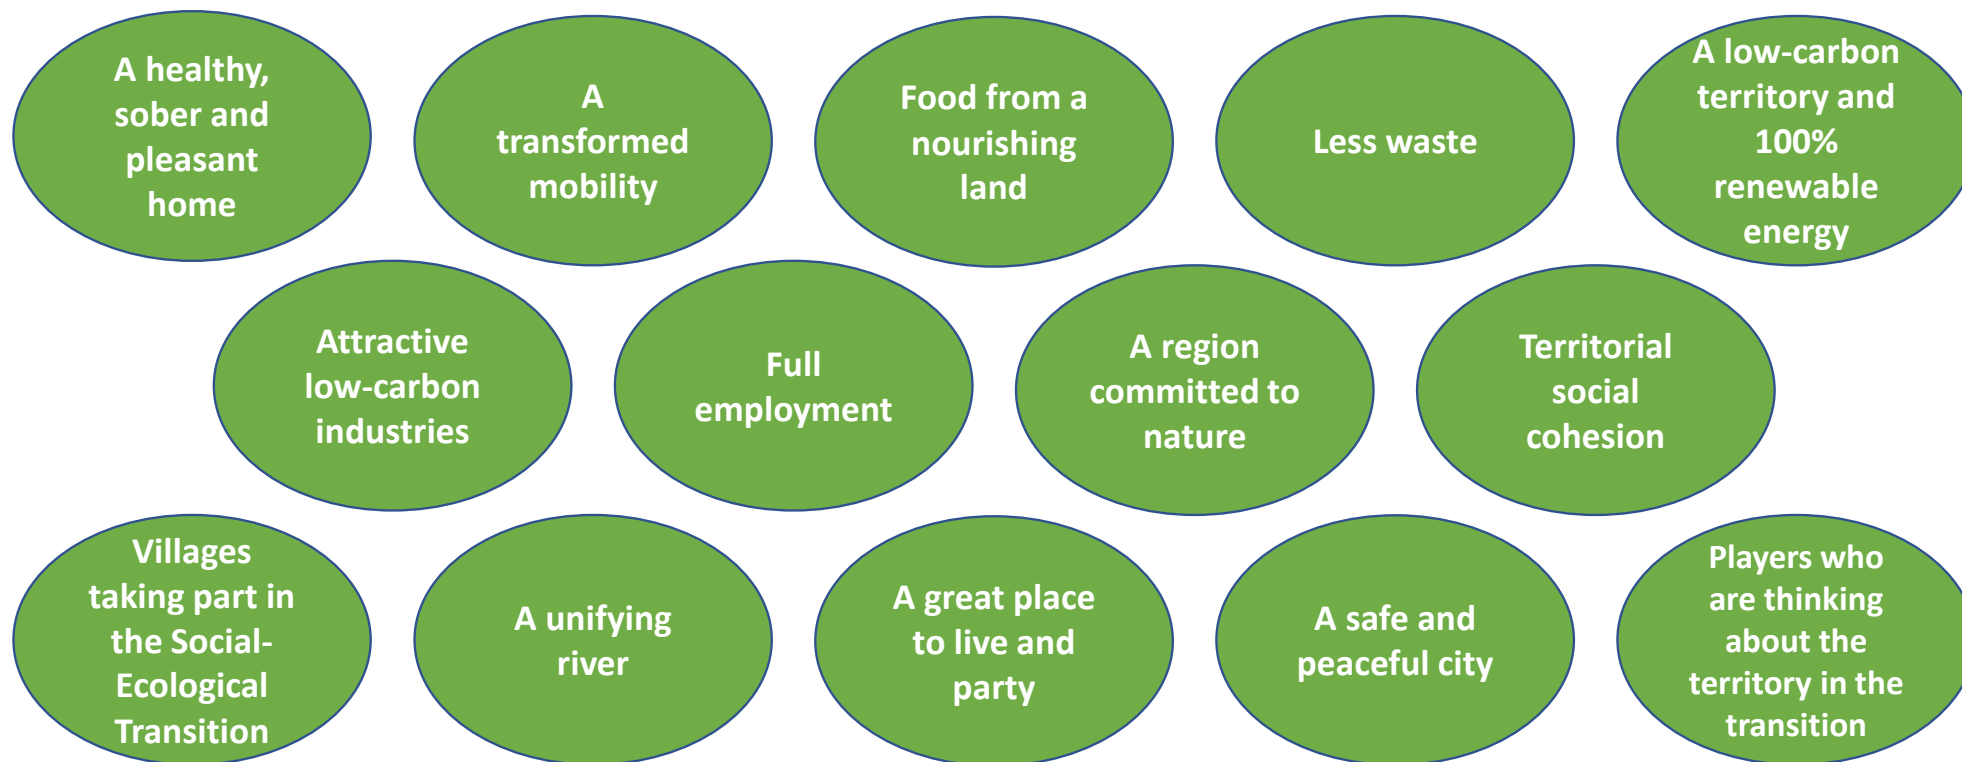 A healthy,
sober and
pleasant
home
A
transformed
mobility
Food from a
nourishing
land
Less waste
A low-carbon
territory and
100%
renewable
energy
Attractive
low-carbon
industries
Full
employment
A region
committed to
nature
Territorial
social
cohesion
Villages
taking part in
the Social-
Ecological
Transition
A unifying
river
A great place
to live and
party
A safe and
peaceful city
Players who
are thinking
about the
territory in the
transition